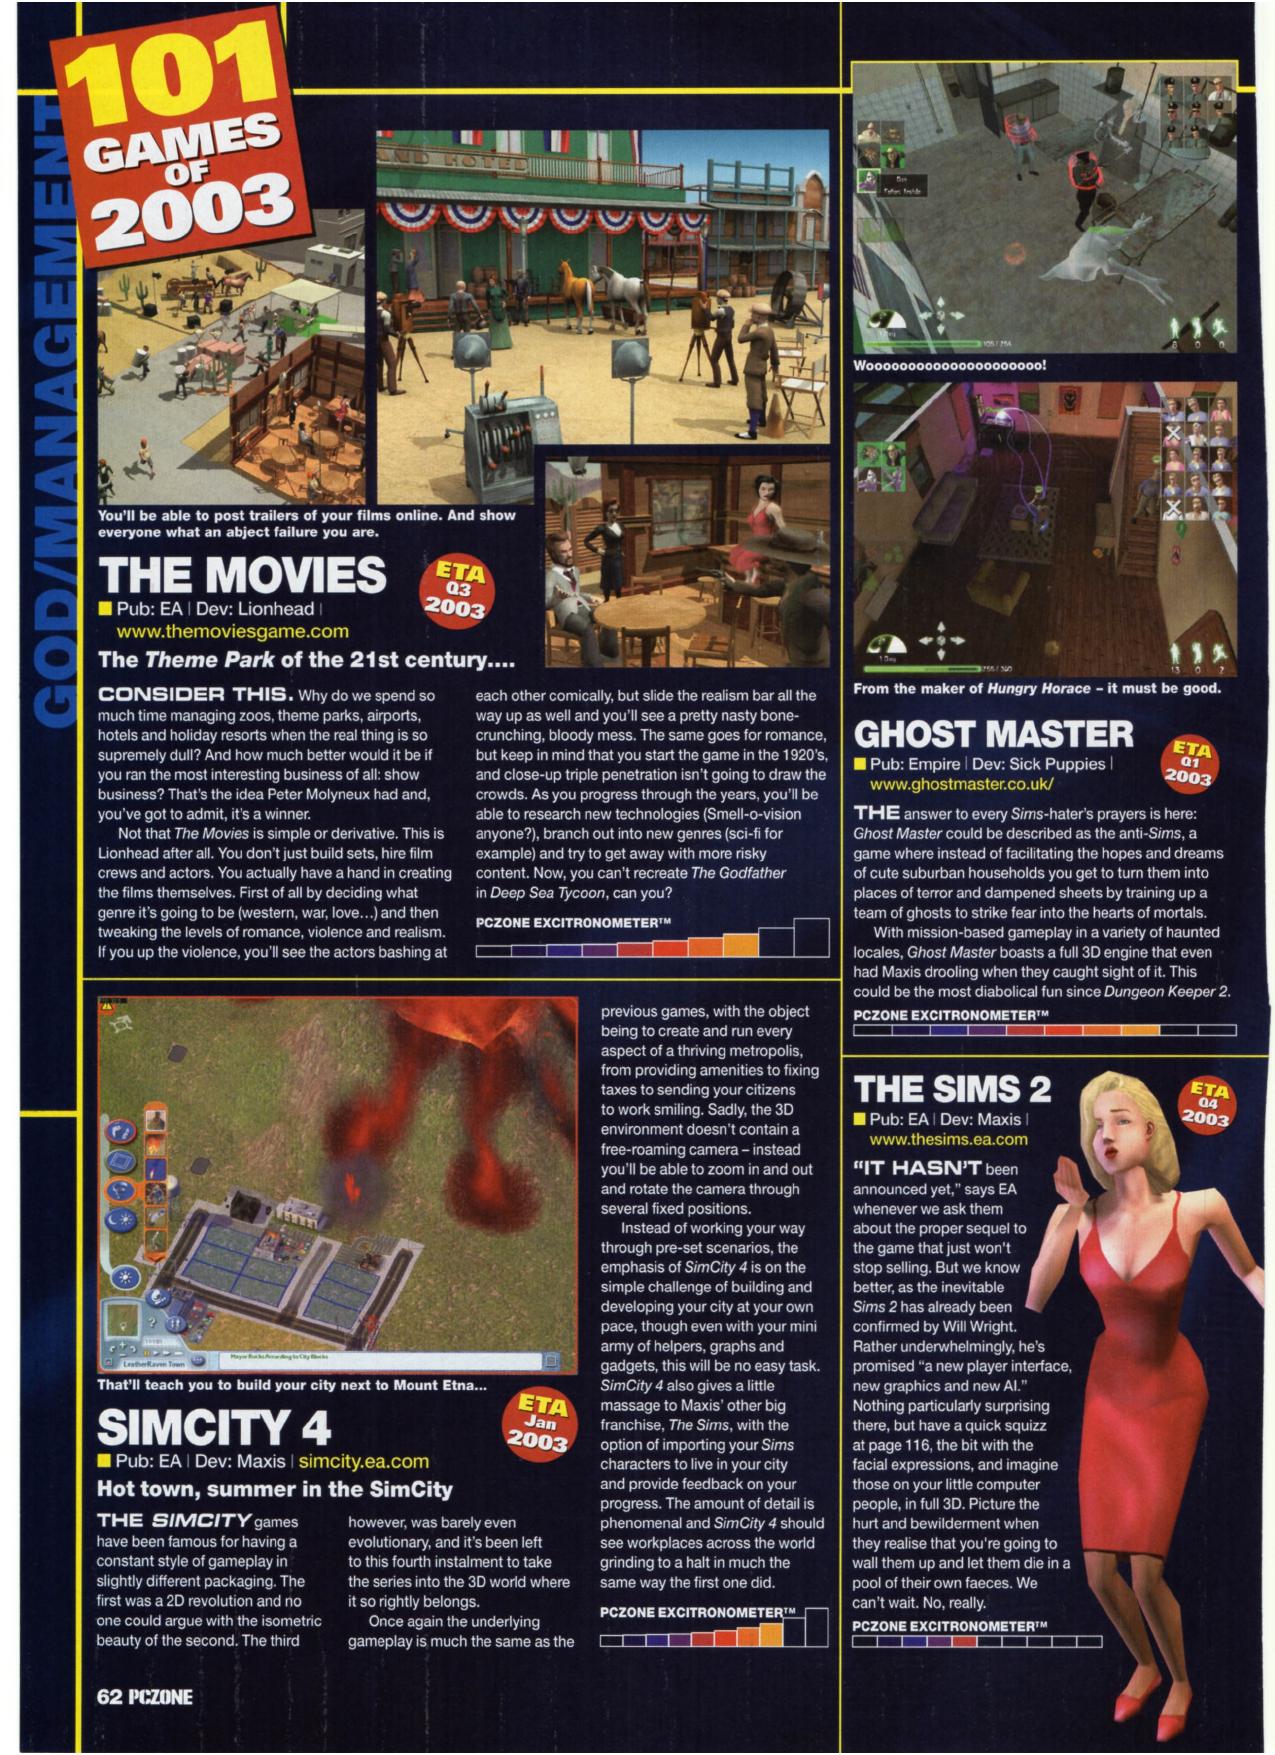 101
GAMES
OF
2003
GOD/MANAGEMENT
AND HOTEL
You'll be able to post trailers of your films online. And show
everyone what an abject failure you are.
THE MOVIES
ETA
Q3
2003
Pub: EA | Dev: Lionhead |
www.themoviesgame.com
The Theme Park of the 21st century....
CONSIDER THIS. Why do we spend so
much time managing zoos, theme parks, airports,
hotels and holiday resorts when the real thing is so
supremely dull? And how much better would it be if
you ran the most interesting business of all: show
business? That's the idea Peter Molyneux had and,
you've got to admit, it's a winner.
Not that The Movies is simple or derivative. This is
Lionhead after all. You don't just build sets, hire film
crews and actors. You actually have a hand in creating
the films themselves. First of all by deciding what
genre it's going to be (western, war, love...) and then
tweaking the levels of romance, violence and realism.
If you up the violence, you'll see the actors bashing at
each other comically, but slide the realism bar all the
way up as well and you'll see a pretty nasty bone-
crunching, bloody mess. The same goes for romance,
but keep in mind that you start the game in the 1920's,
and close-up triple penetration isn't going to draw the
crowds. As you progress through the years, you'll be
able to research new technologies (Smell-o-vision
anyone?), branch out into new genres (sci-fi for
example) and try to get away with more risky
content. Now, you can't recreate The Godfather
in Deep Sea Tycoon, can you?
PCZONE EXCITRONOMETER™
LeatherRaven Town
Mayor Rocks According to City Blocks
That'll teach you to build your city next to Mount Etna...
SIMCITY 4
ETA
Jan
2003
Pub: EA | Dev: Maxis | simcity.ea.com
Hot town, summer in the SimCity
THE SIMCITY games
have been famous for having a
constant style of gameplay in
slightly different packaging. The
first was a 2D revolution and no
one could argue with the isometric
beauty of the second. The third
however, was barely even
evolutionary, and it's been left
to this fourth instalment to take
the series into the 3D world where
it so rightly belongs.
Once again the underlying
gameplay is much the same as the
previous games, with the object
being to create and run every
aspect of a thriving metropolis,
from providing amenities to fixing
taxes to sending your citizens
to work smiling. Sadly, the 3D
environment doesn't contain a
free-roaming camera – instead
you'll be able to zoom in and out
and rotate the camera through
several fixed positions.
Instead of working your way
through pre-set scenarios, the
emphasis of SimCity 4 is on the
simple challenge of building and
developing your city at your own
pace, though even with your mini
army of helpers, graphs and
gadgets, this will be no easy task.
SimCity 4 also gives a little
massage to Maxis' other big
franchise, The Sims, with the
option of importing your Sims
characters to live in your city
and provide feedback on your
progress. The amount of detail is
phenomenal and SimCity 4 should
see workplaces across the world
grinding to a halt in much the
same way the first one did.
PCZONE EXCITRONOMETER™
8 0 0
Wooooooooooooooooooooo!
1 Day
13 0 2
From the maker of Hungry Horace – it must be good.
GHOST MASTER
ETA
Q1
2003
Pub: Empire | Dev: Sick Puppies |
www.ghostmaster.co.uk/
THE answer to every Sims-hater's prayers is here:
Ghost Master could be described as the anti-Sims, a
game where instead of facilitating the hopes and dreams
of cute suburban households you get to turn them into
places of terror and dampened sheets by training up a
team of ghosts to strike fear into the hearts of mortals.
With mission-based gameplay in a variety of haunted
locales, Ghost Master boasts a full 3D engine that even
had Maxis drooling when they caught sight of it. This
could be the most diabolical fun since Dungeon Keeper 2.
PCZONE EXCITRONOMETER™
THE SIMS 2
ETA
Q4
2003
Pub: EA | Dev: Maxis |
www.thesims.ea.com
"IT HASN'T been
announced yet," says EA
whenever we ask them
about the proper sequel to
the game that just won't
stop selling. But we know
better, as the inevitable
Sims 2 has already been
confirmed by Will Wright.
Rather underwhelmingly, he's
promised "a new player interface,
new graphics and new AI."
Nothing particularly surprising
there, but have a quick squizz
at page 116, the bit with the
facial expressions, and imagine
those on your little computer
people, in full 3D. Picture the
hurt and bewilderment when
they realise that you're going to
wall them up and let them die in a
pool of their own faeces. We
can't wait. No, really.
PCZONE EXCITRONOMETER™
62 PCZONE